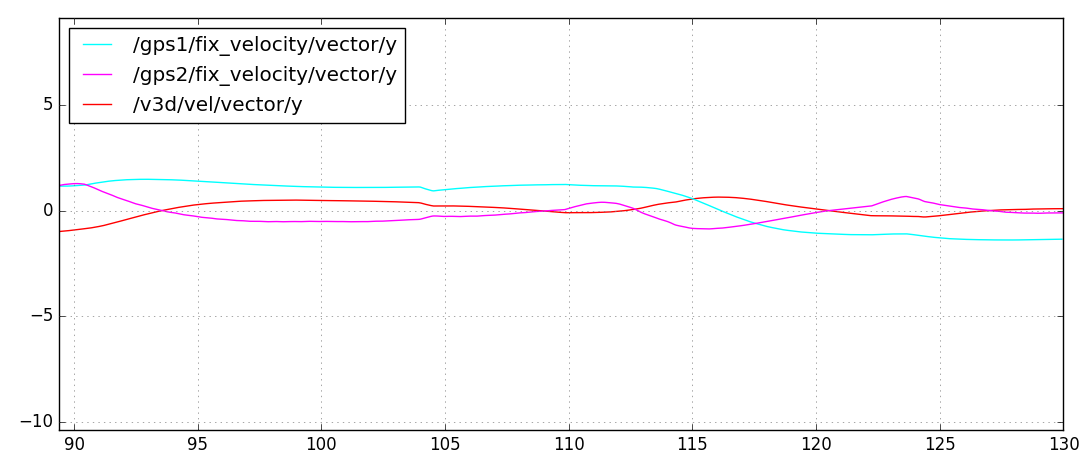 /gps1/fix_velocity/vector/y
/gps2/fix_velocity/vector/y
/v3d/vel/vector/y
5
0
−5
−10
90 95 100 105 110 115 120 125 130